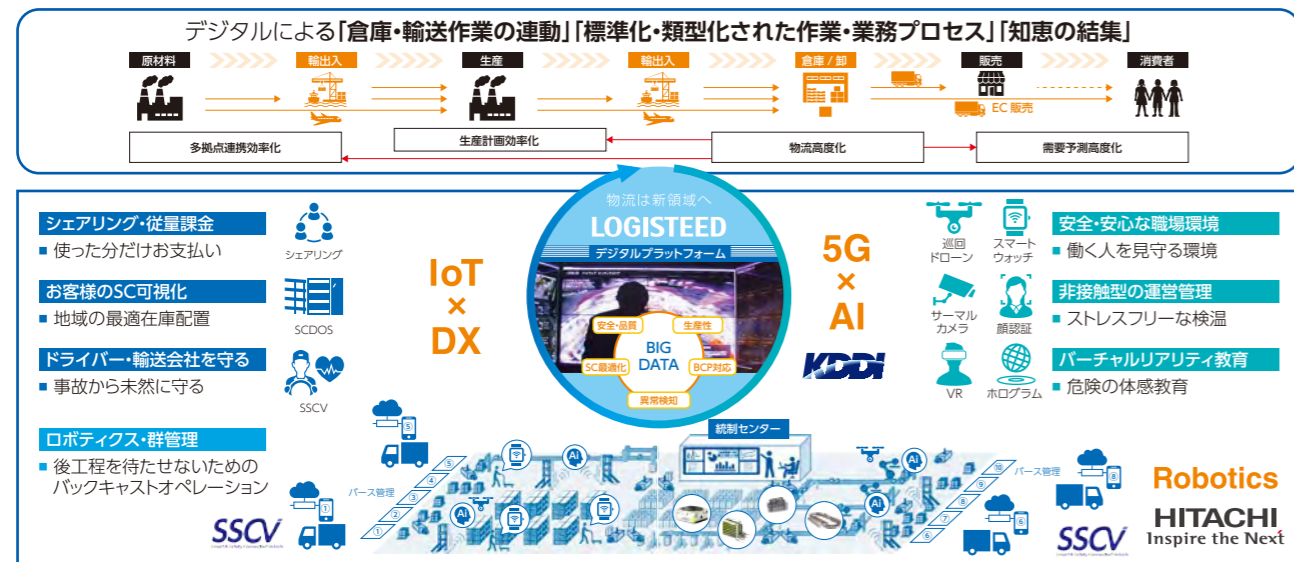 デジタルによる「倉庫・輸送作業の連動」「標準化・類型化された作業・業務プロセス」「知恵の結集」
原材料
輸出入
生産
輸出入
倉庫 / 卸
販売
消費者
EC 販売
多拠点連携効率化
生産計画効率化
物流高度化
需要予測高度化
物流は新領域へ
LOGISTEED
デジタルプラットフォーム
安全・品質
生産性
BIG
DATA
SC最適化
BCP対応
異常検知
シェアリング・従量課金
■ 使った分だけお支払い
シェアリング
お客様のSC可視化
■ 地域の最適在庫配置
SCDOS
ドライバー・輸送会社を守る
■ 事故から未然に守る
SSCV
ロボティクス・群管理
■ 後工程を待たせないための
バックキャストオペレーション
IoT
×
DX
5G
×
AI
KDDI
巡回
ドローン
スマート
ウォッチ
サーマル
カメラ
顔認証
VR
ホログラム
安全・安心な職場環境
■ 働く人を見守る環境
非接触型の運営管理
■ ストレスフリーな検温
バーチャルリアリティ教育
■ 危険の体感教育
統制センター
バース管理
①
②
③
④
⑤
⑤
①
SSCV
Ai
Ai
Ai
Ai
バース管理
⑥
⑦
⑧
⑨
⑩
⑧
⑥
SSCV
Robotics
HITACHI
Inspire the Next